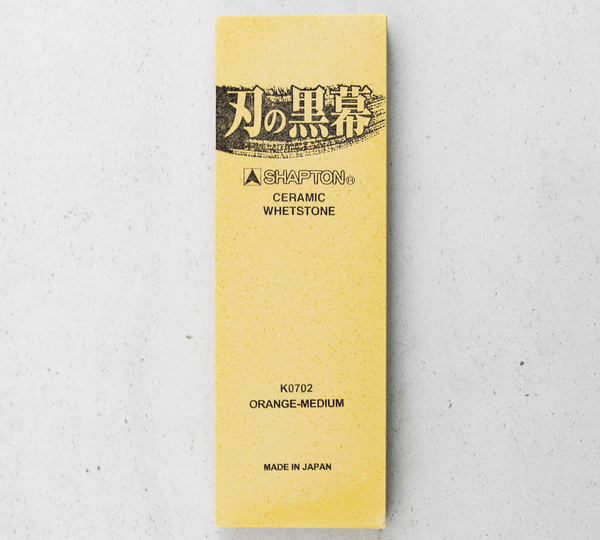 刃の黒幕
SHAPTON®
CERAMIC
WHETSTONE
K0702
ORANGE-MEDIUM
MADE IN JAPAN